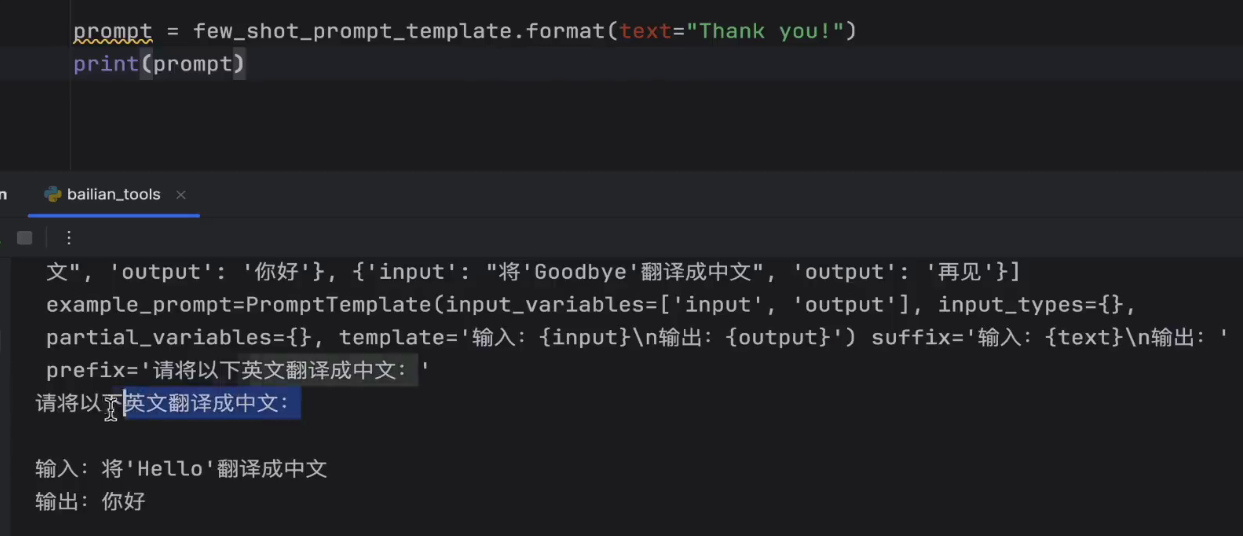 prompt = few_shot_prompt_template.format(text="Thank you!")
print(prompt)
n
bailian_tools
文", 'output': '你好'}, {'input': "将'Goodbye'翻译成中文", 'output': '再见'}]
example_prompt=PromptTemplate(input_variables=['input', 'output'], input_types={},
partial_variables={}, template='输入：{input}\n输出：{output}') suffix='输入：{text}\n输出：'
prefix='请将以下英文翻译成中文：'
请将以下英文翻译成中文：
输入：将'Hello'翻译成中文
输出：你好